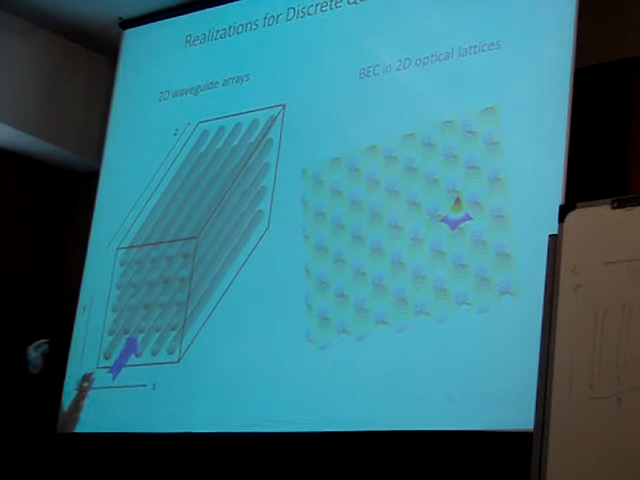 Realizations for Discrete
2D waveguide arrays
BEC in 2D optical lattices
z
x